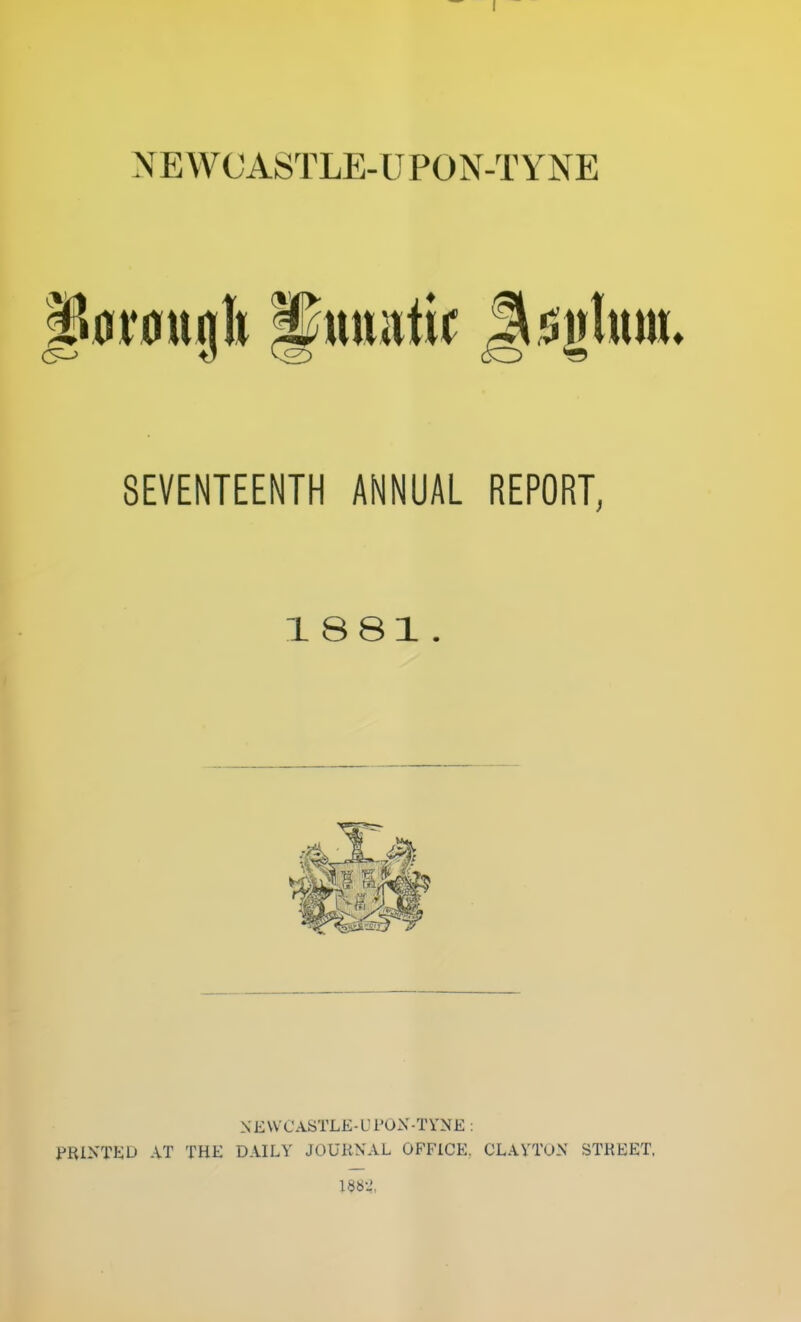 NEWCASTLE-UPON-TYNE
Borough Lunatic Asylum.
SEVENTEENTH ANNUAL REPORT,
1881.
NEWCASTLE-UPON-TYNE:
PRINTED AT THE DAILY JOURNAL OFFICE, CLAYTON STREET,
1882.